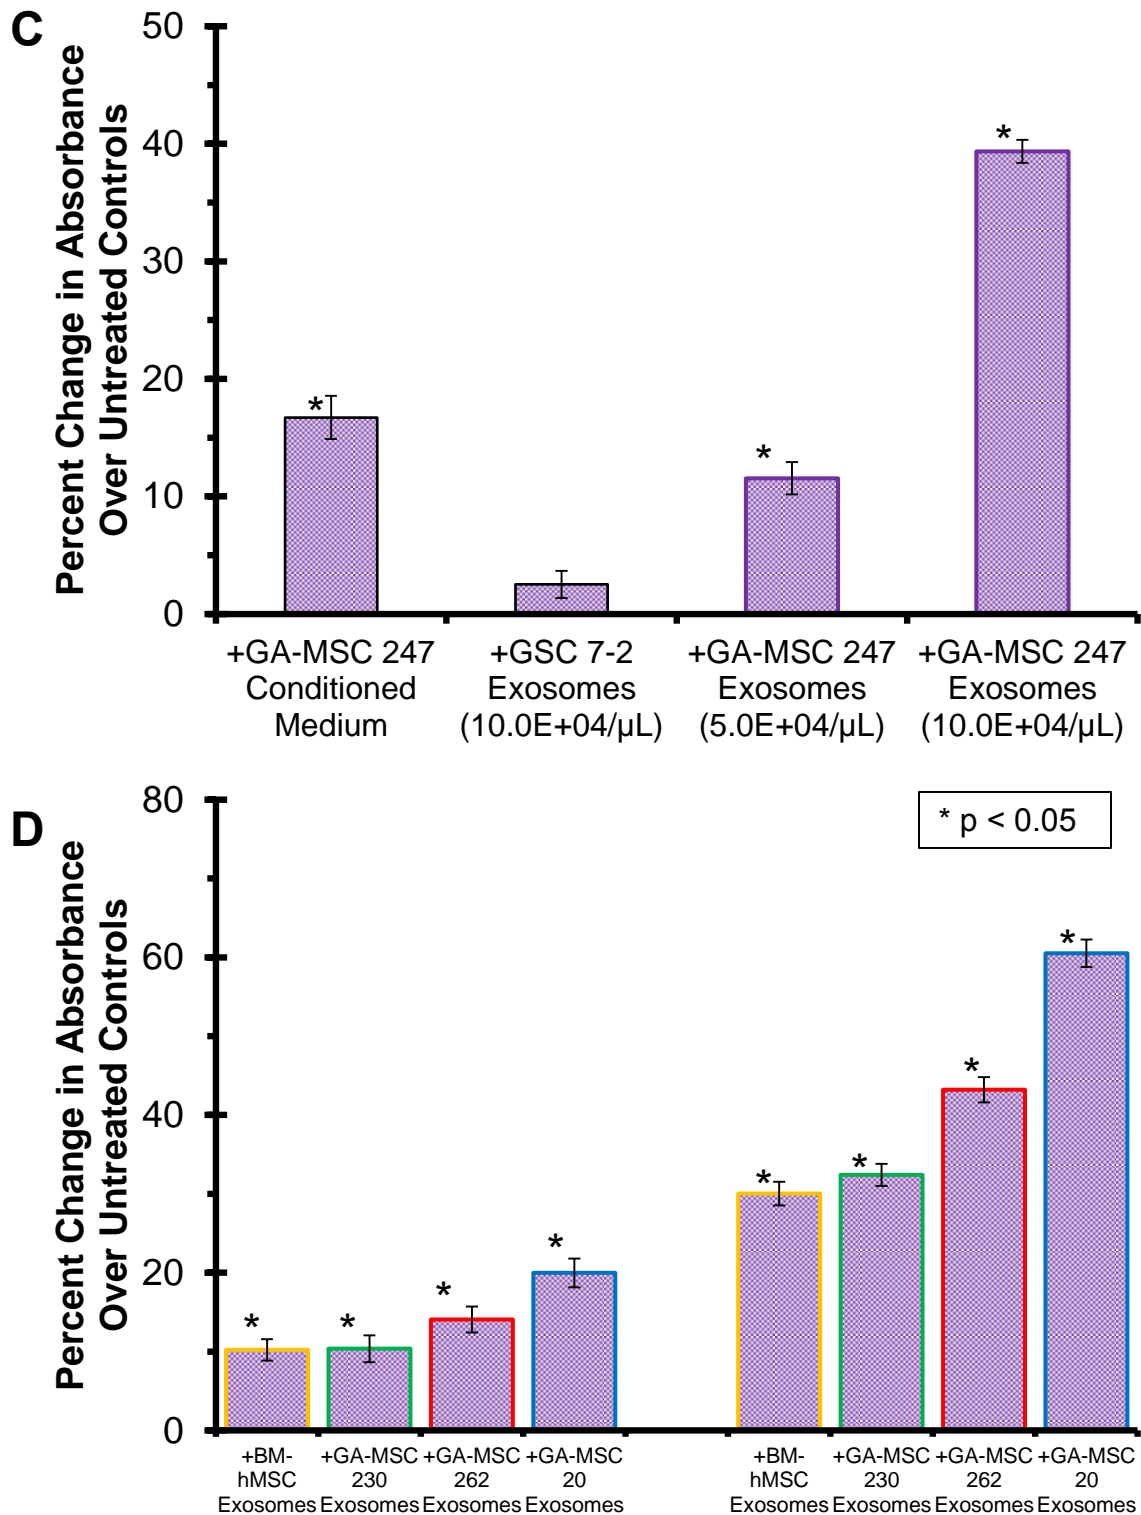 C
Percent Change in Absorbance
Over Untreated Controls
50
40
30
20
10
0
*
*
*
+GA-MSC 247
Conditioned
Medium
+GSC 7-2
Exosomes
(10.0E+04/µL)
+GA-MSC 247
Exosomes
(5.0E+04/µL)
+GA-MSC 247
Exosomes
(10.0E+04/µL)
D
Percent Change in Absorbance
Over Untreated Controls
80
60
40
20
0
* p < 0.05
*
*
*
*
*
*
*
*
+BM-
hMSC
Exosomes
+GA-MSC
230
Exosomes
+GA-MSC
262
Exosomes
+GA-MSC
20
Exosomes
+BM-
hMSC
Exosomes
+GA-MSC
230
Exosomes
+GA-MSC
262
Exosomes
+GA-MSC
20
Exosomes